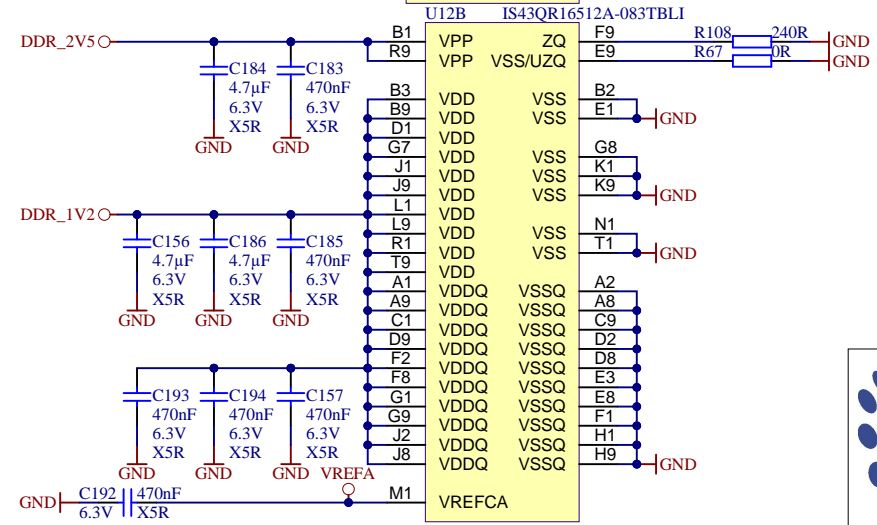 U12B IS43QR16512A-083TBLI
DDR_2V5 B1 VPP ZQ F9 R108 240R GND
R9 VPP VSS/UZQ E9 R67 0R GND
C184 C183
4.7µF 470nF
6.3V 6.3V
X5R X5R
GND GND
B3 VDD VSS B2
B9 VDD VSS E1 GND
D1 VDD
G7 VDD VSS G8
J1 VDD VSS K1
J9 VDD VSS K9 GND
DDR_1V2 L1 VDD
L9 VDD VSS N1
R1 VDD VSS T1 GND
T9 VDD
C156 C186 C185
4.7µF 4.7µF 470nF
6.3V 6.3V 6.3V
X5R X5R X5R
GND GND GND
A1 VDDQ VSSQ A2
A9 VDDQ VSSQ A8
C1 VDDQ VSSQ C9
D9 VDDQ VSSQ D2
F2 VDDQ VSSQ D8
F8 VDDQ VSSQ E3
G1 VDDQ VSSQ E8
G9 VDDQ VSSQ F1
J2 VDDQ VSSQ H1
J8 VDDQ VSSQ H9 GND
C193 C194 C157
470nF 470nF 470nF
6.3V 6.3V 6.3V
X5R X5R X5R
GND GND GND VREFA
GND C192 470nF M1 VREFCA
6.3V X5R